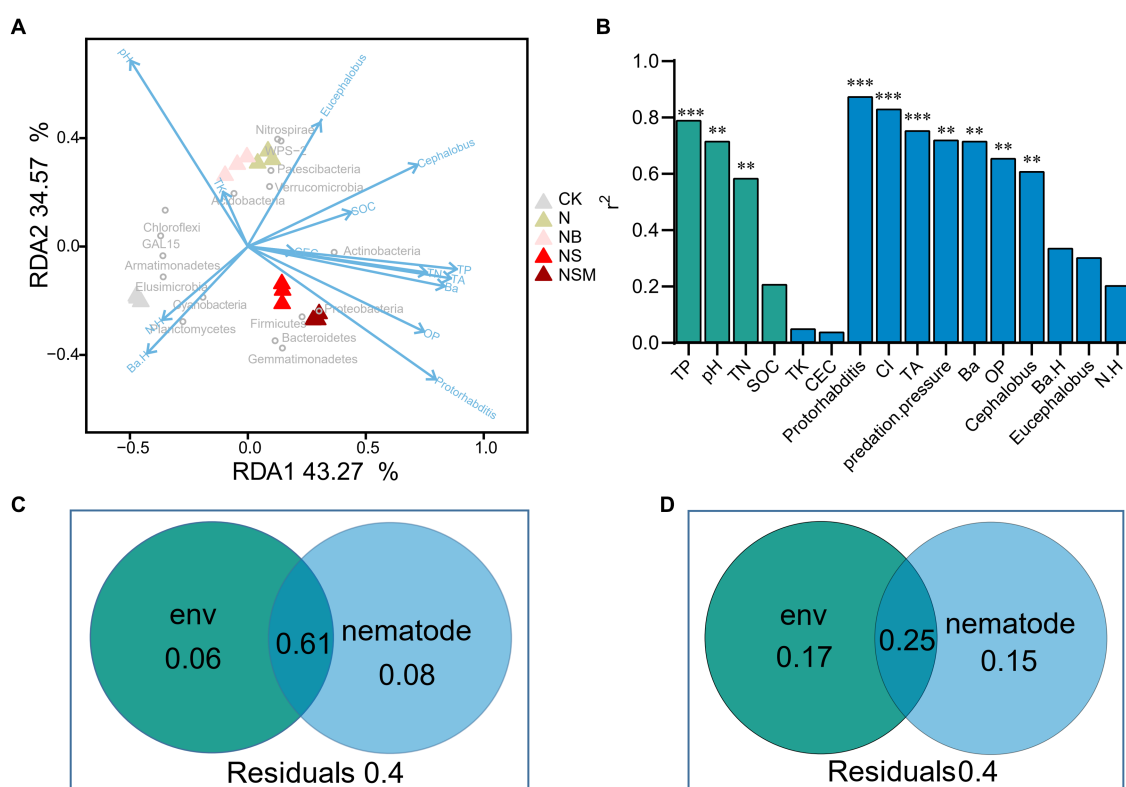 A
RDA2 34.57 %
0.4
0.0
−0.4
−0.5
0.0
0.5
1.0
RDA1 43.27 %
pH
Eucephalobus
Nitrospirae
WPS−2
Cephalobus
Patescibacteria
TK
Verrucomicrobia
Acidobacteria
SOC
Chloroflexi
GAL15
CEC
Actinobacteria
Armatimonadetes
TP
TN
TA
Elusimicrobia
Ba
Cyanobacteria
Proteobacteria
N.H
Planctomycetes
Firmicutes
OP
Bacteroidetes
Ba.H
Gemmatimonadetes
Protorhabditis
CK
N
NB
NS
NSM
B
r²
1.0
0.8
0.6
0.4
0.2
0.0
***
**
**
***
***
***
**
**
**
**
TP
pH
TN
SOC
TK
CEC
Protorhabditis
CI
TA
predation.pressure
Ba
OP
Cephalobus
Ba.H
Eucephalobus
N.H
C
env
0.06
0.61
nematode
0.08
Residuals 0.4
D
env
0.17
0.25
nematode
0.15
Residuals0.4